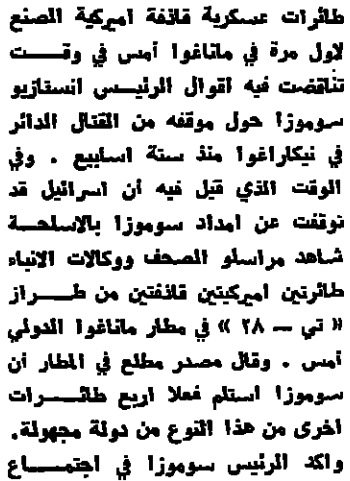 طائرات عسكرية قاذفة اميركية الصنع
لاول مرة في ماناغوا أمس في وقت
تناقضت فيه اقوال الرئيس انستازيو
سوموزا حول موقفه من القتال الدائر
في نيكاراغوا منذ ستة اسابيع . وفي
الوقت الذي قيل فيه أن اسرائيل قد
توقفت عن امداد سوموزا بالاسلحة
شاهد مراسلو الصحف ووكالات الانباء
طائرتين اميركيتين قاذفتين من طراز
« تي — ٢٨ » في مطار ماناغوا الدولي
أمس . وقال مصدر مطلع في المطار أن
سوموزا استلم فعلا اربع طائرات
اخرى من هذا النوع من دولة مجهولة .
واكد الرئيس سوموزا في اجتماع